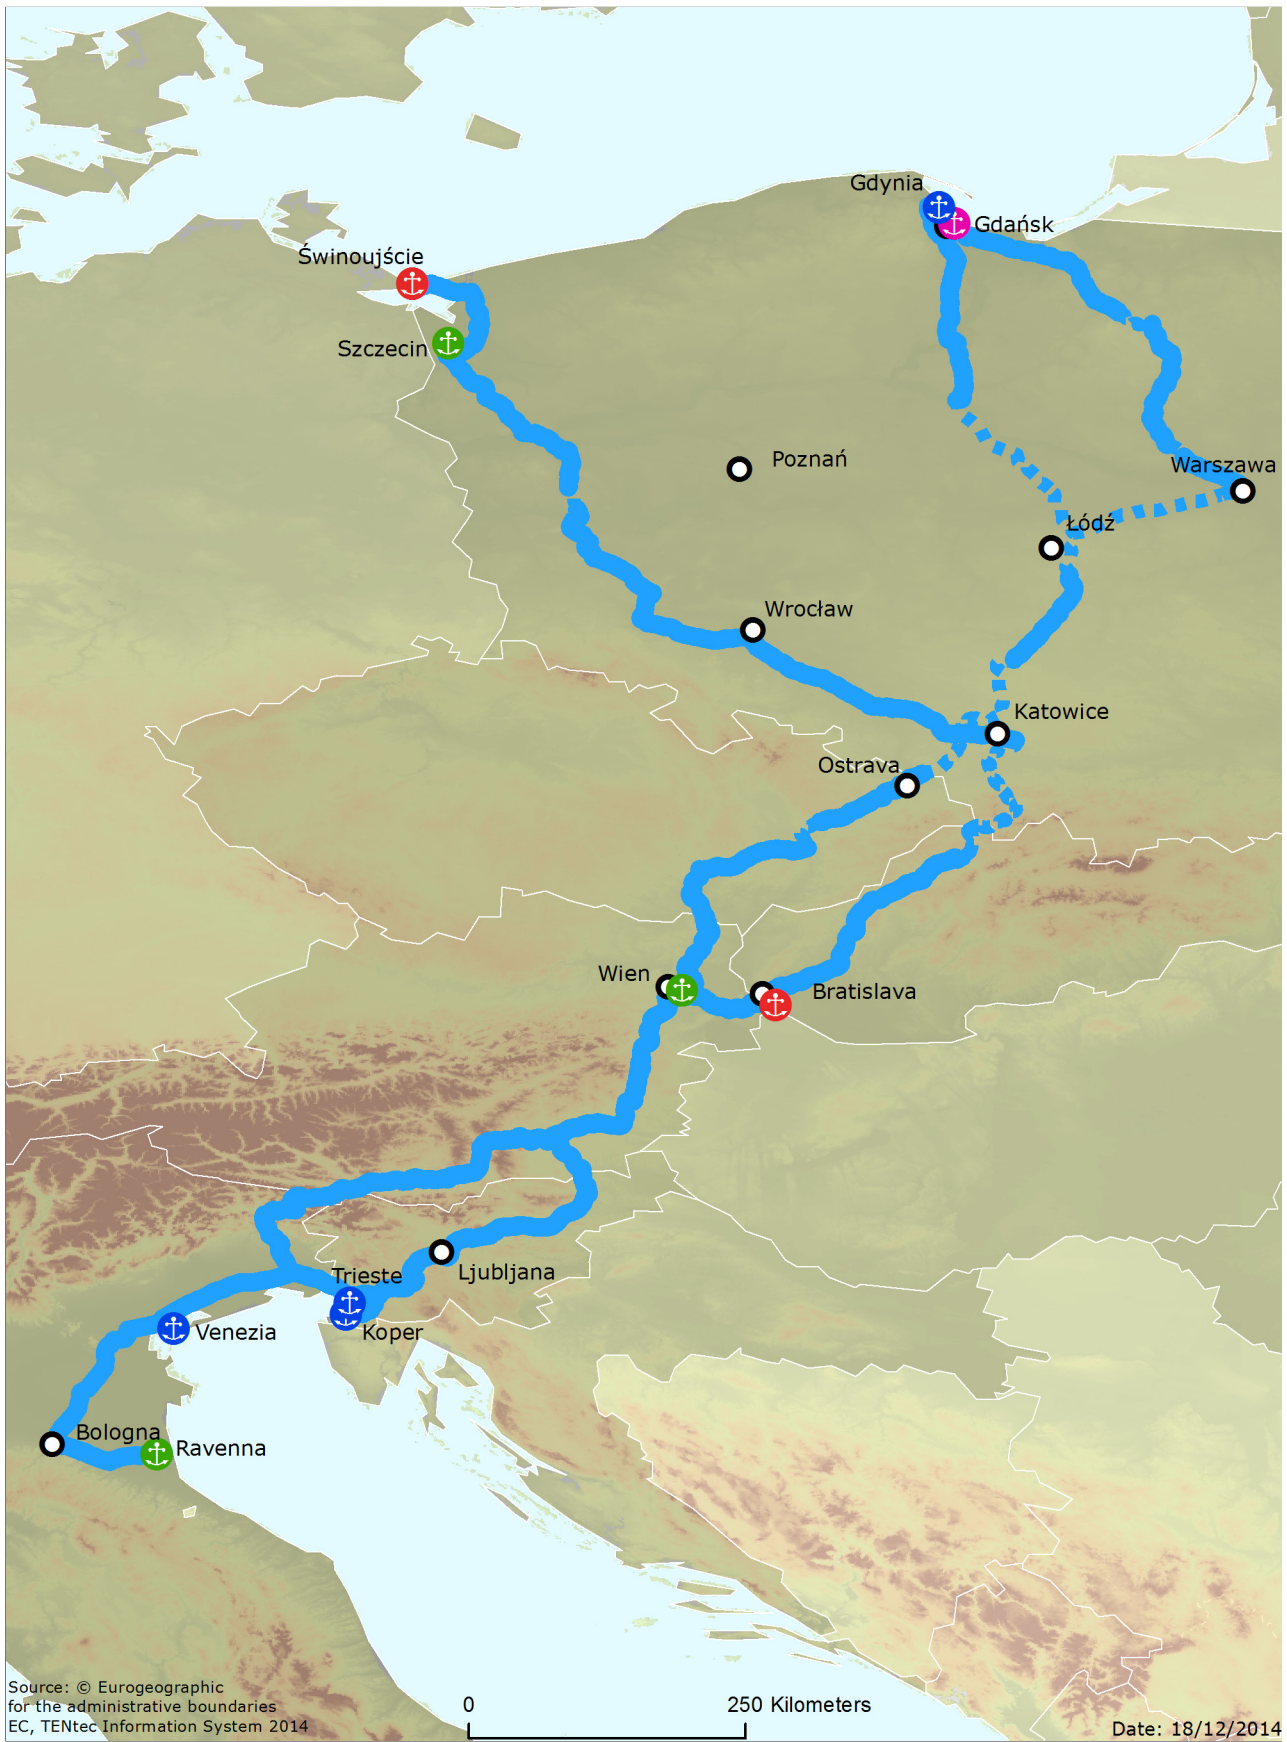 Gdynia
Gdańsk
Świnoujście
Szczecin
Poznań
Warszawa
Łódź
Wrocław
Katowice
Ostrava
Wien
Bratislava
Trieste
Ljubljana
Koper
Venezia
Bologna
Ravenna
Source: © Eurogeographic
for the administrative boundaries
EC, TENtec Information System 2014
0 250 Kilometers
Date: 18/12/2014